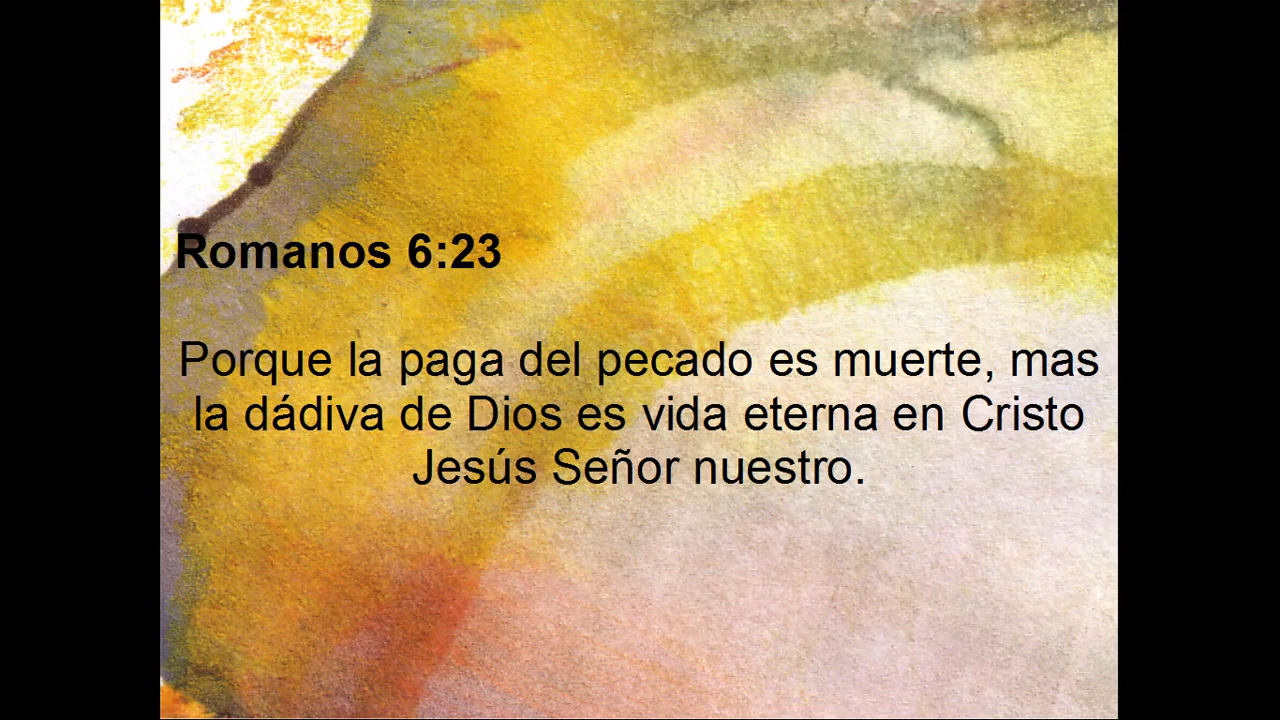 Romanos 6:23
Porque la paga del pecado es muerte, mas
la dádiva de Dios es vida eterna en Cristo
Jesús Señor nuestro.